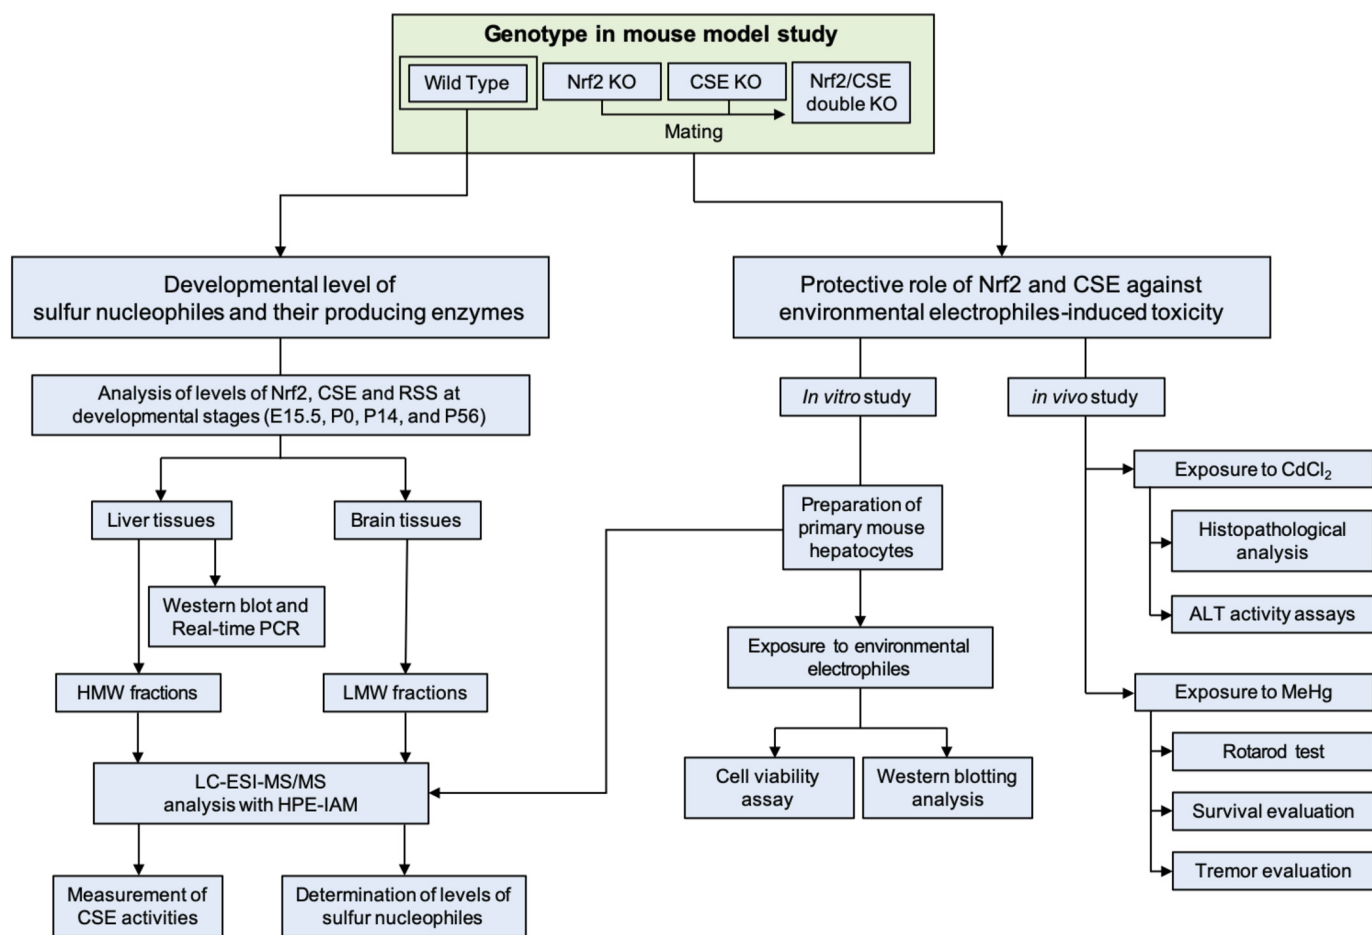 Genotype in mouse model study
Wild Type
Nrf2 KO
CSE KO
Nrf2/CSE
double KO
Mating
Developmental level of
sulfur nucleophiles and their producing enzymes
Protective role of Nrf2 and CSE against
environmental electrophiles-induced toxicity
Analysis of levels of Nrf2, CSE and RSS at
developmental stages (E15.5, P0, P14, and P56)
In vitro study
in vivo study
Liver tissues
Brain tissues
Preparation of
primary mouse
hepatocytes
Exposure to CdCl₂
Histopathological
analysis
Western blot and
Real-time PCR
ALT activity assays
Exposure to environmental
electrophiles
HMW fractions
LMW fractions
Exposure to MeHg
Rotarod test
LC-ESI-MS/MS
analysis with HPE-IAM
Cell viability
assay
Western blotting
analysis
Survival evaluation
Tremor evaluation
Measurement of
CSE activities
Determination of levels of
sulfur nucleophiles